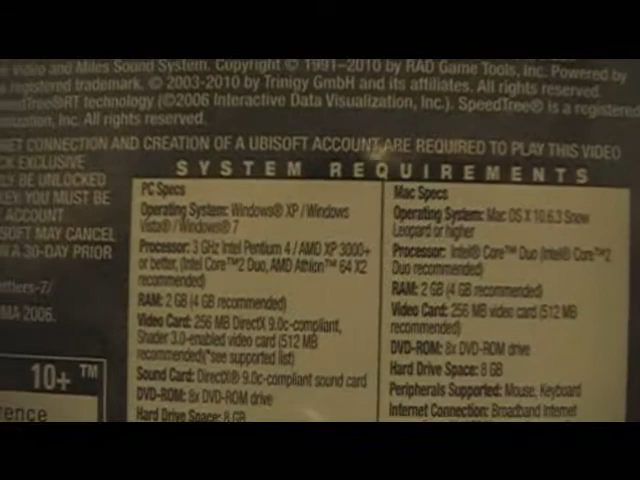 Video and Miles Sound System. Copyright © 1991–2010 by RAD Game Tools, Inc. Powered by
registered trademark, © 2003-2010 by Trinigy GmbH and its affiliates. All rights reserved.
SpeedTree®RT technology (©2006 Interactive Data Visualization, Inc.). SpeedTree® is a registered
Inc. All rights reserved.
CONNECTION AND CREATION OF A UBISOFT ACCOUNT ARE REQUIRED TO PLAY THIS VIDEO
EXCLUSIVE
BE UNLOCKED
KEY. YOU MUST BE
ACCOUNT
MAY CANCEL
A 30-DAY PRIOR
ettlers-7/
MA 2006.
10+ ™
SYSTEM REQUIREMENTS
PC Specs
Operating System: Windows® XP / Windows
Vista® / Windows® 7
Processor: 3 GHz Intel Pentium 4 / AMD XP 3000+
or better, (Intel Core™2 Duo, AMD Athlon™ 64 X2
recommended)
RAM: 2 GB (4 GB recommended)
Video Card: 256 MB DirectX 9.0c-compliant,
Shader 3.0-enabled video card (512 MB
recommended)(*see supported list)
Sound Card: DirectX® 9.0c-compliant sound card
DVD-ROM: 8x DVD-ROM drive
Hard Drive Space: 8 GB
Mac Specs
Operating System: Mac OS X 10.6.3 Snow
Leopard or higher
Processor: Intel® Core™ Duo (Intel® Core™2
Duo recommended)
RAM: 2 GB (4 GB recommended)
Video Card: 256 MB video card (512 MB
recommended)
DVD-ROM: 8x DVD-ROM drive
Hard Drive Space: 8 GB
Peripherals Supported: Mouse, Keyboard
Internet Connection: Broadband Internet